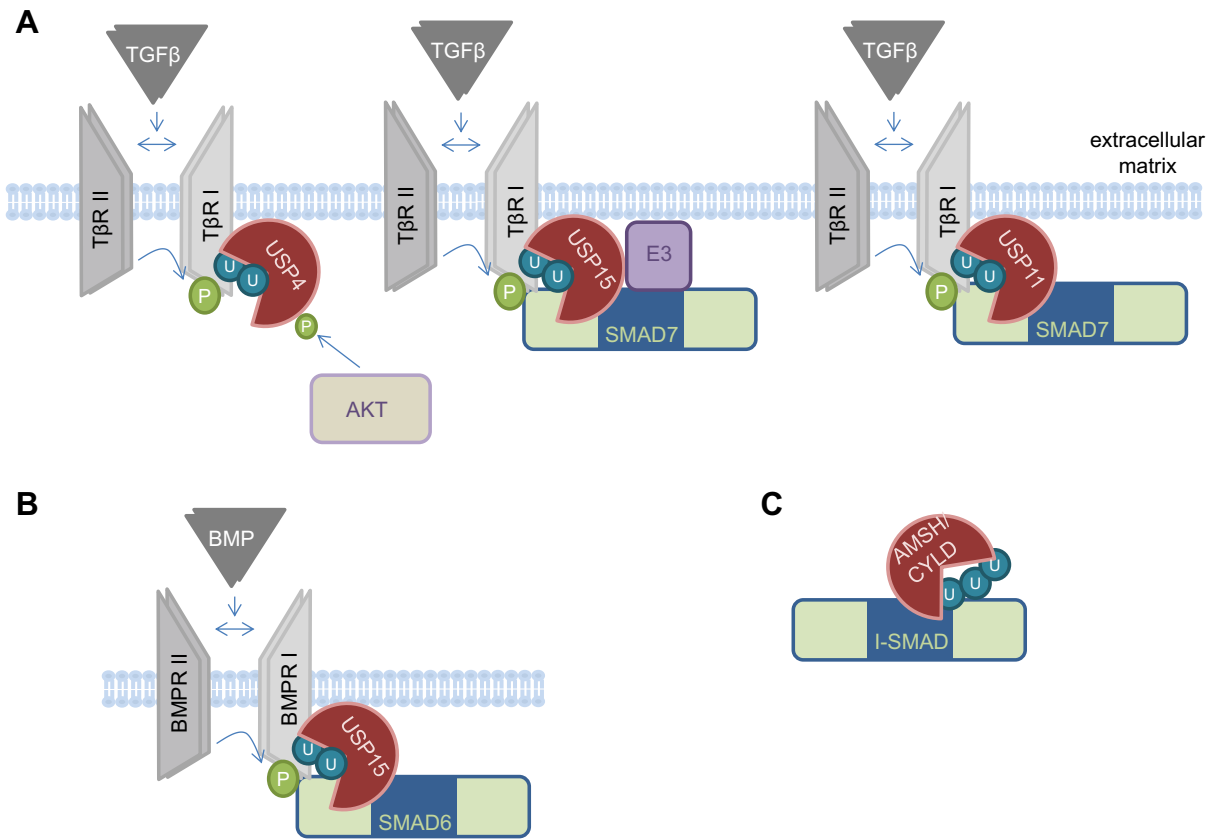 A
TGFβ
TβR II
TβR I
U
U
USP4
P
P
AKT
TGFβ
TβR II
TβR I
U
U
USP15
E3
P
SMAD7
TGFβ
TβR II
TβR I
U
U
USP11
P
SMAD7
extracellular
matrix
B
BMP
BMPR II
BMPR I
U
U
USP15
P
SMAD6
C
AMSH/
CYLD
U
U
U
I-SMAD